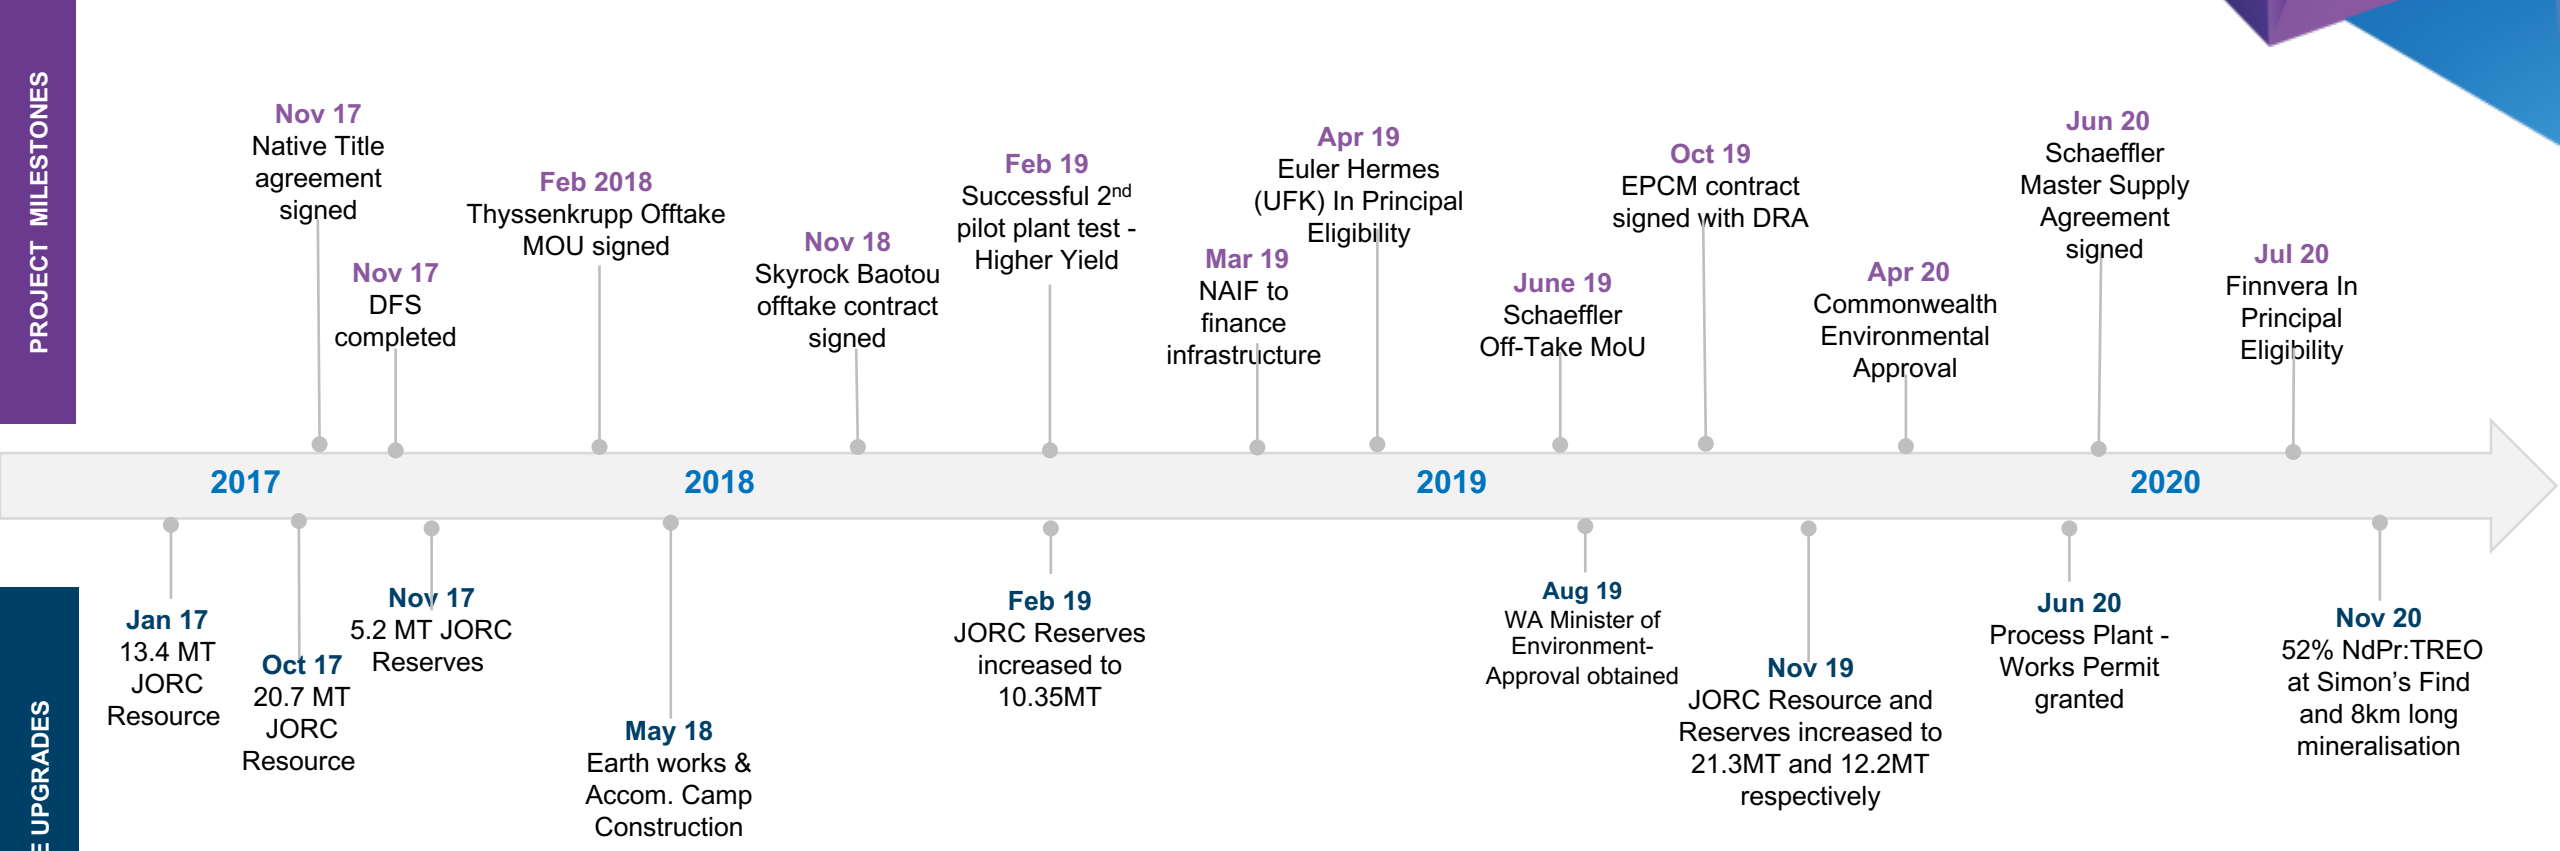 PROJECT MILESTONES
Nov 17
Native Title
agreement
signed
Nov 17
DFS
completed
Feb 2018
Thyssenkrupp Offtake
MOU signed
Nov 18
Skyrock Baotou
offtake contract
signed
Feb 19
Successful 2nd
pilot plant test -
Higher Yield
Mar 19
NAIF to
finance
infrastructure
Apr 19
Euler Hermes
(UFK) In Principal
Eligibility
June 19
Schaeffler
Off-Take MoU
Oct 19
EPCM contract
signed with DRA
Apr 20
Commonwealth
Environmental
Approval
Jun 20
Schaeffler
Master Supply
Agreement
signed
Jul 20
Finnvera In
Principal
Eligibility
2017
2018
2019
2020
E UPGRADES
Jan 17
13.4 MT
JORC
Resource
Oct 17
20.7 MT
JORC
Resource
Nov 17
5.2 MT JORC
Reserves
May 18
Earth works &
Accom. Camp
Construction
Feb 19
JORC Reserves
increased to
10.35MT
Aug 19
WA Minister of
Environment-
Approval obtained
Nov 19
JORC Resource and
Reserves increased to
21.3MT and 12.2MT
respectively
Jun 20
Process Plant -
Works Permit
granted
Nov 20
52% NdPr:TREO
at Simon’s Find
and 8km long
mineralisation